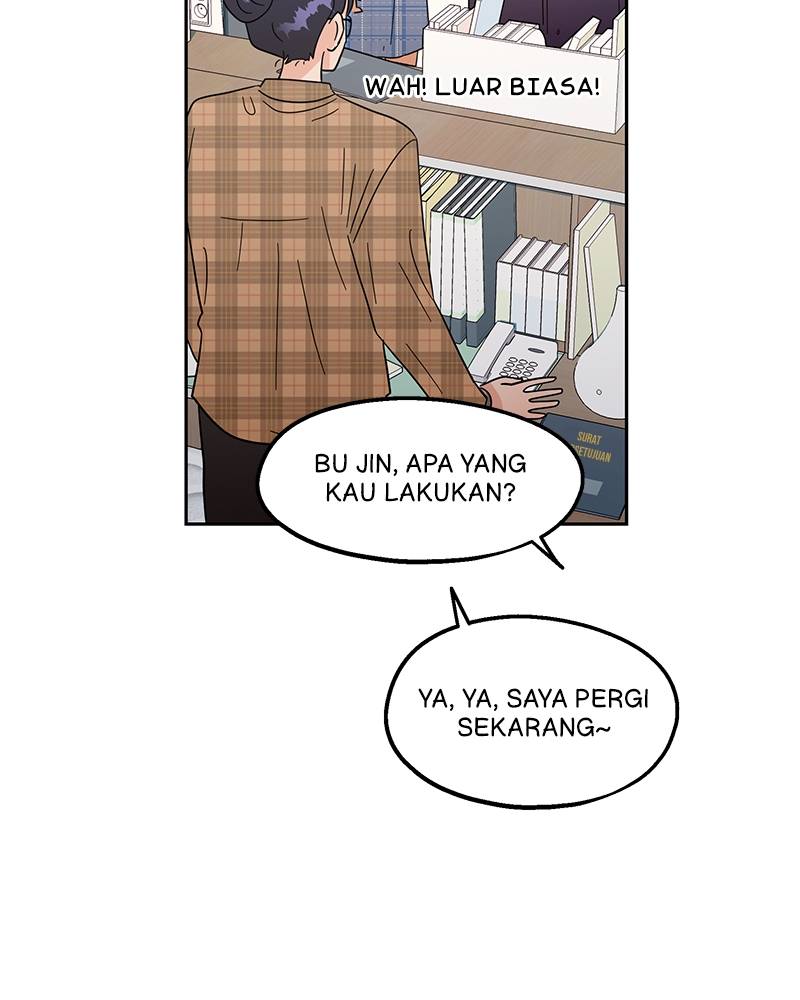 WAH! LUAR BIASA!
BU JIN, APA YANG
KAU LAKUKAN?
SURAT
YA, YA, SAYA PERGI
SEKARANG~